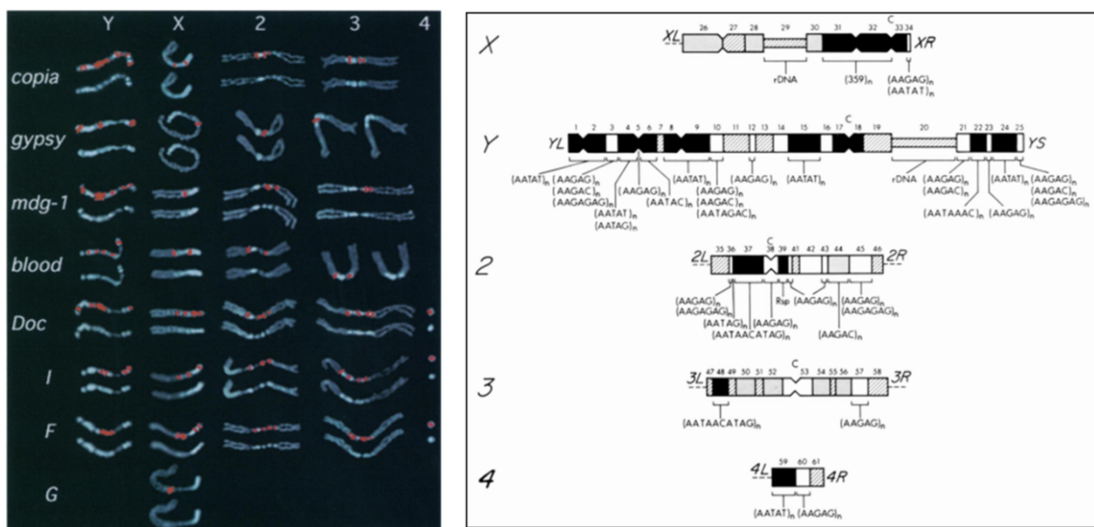 Y X 2 3 4
copia
gypsy
mdg-1
blood
Doc
I
F
G
X
C
26 27 28 29 30 31 32 33 34
XL XR
rDNA (359)n (AAGAG)n
(AATAT)n
Y
C
1 2 3 4 5 6 7 8 9 10 11 12 13 14 15 16 17 18 19 20 21 22 23 24 25
YL YS
(AATAT)n (AAGAG)n (AATAT)n (AAGAG)n (AATAT)n rDNA (AAGAG)n (AATAT)n (AAGAG)n
(AAGAC)n (AAGAG)n (AAGAG)n (AAGAC)n (AAGAC)n
(AAGAGAG)n (AATAC)n (AAGAC)n (AAGAGAG)n
(AATAT)n (AATAGAC)n (AATAAAC)n (AAGAG)n
(AATAG)n
2
C
35 36 37 38 39 41 42 43 44 45 46
2L 2R
(AAGAG)n Rsp (AAGAG)n (AAGAG)n
(AAGAGAG)n (AAGAGAG)n
(AATAG)n (AAGAG)n (AAGAC)n
(AATAACATAG)n
3
C
47 48 49 50 51 52 53 54 55 56 57 58
3L 3R
(AATAACATAG)n (AAGAG)n
4
59 60 61
4L 4R
(AATAT)n (AAGAG)n